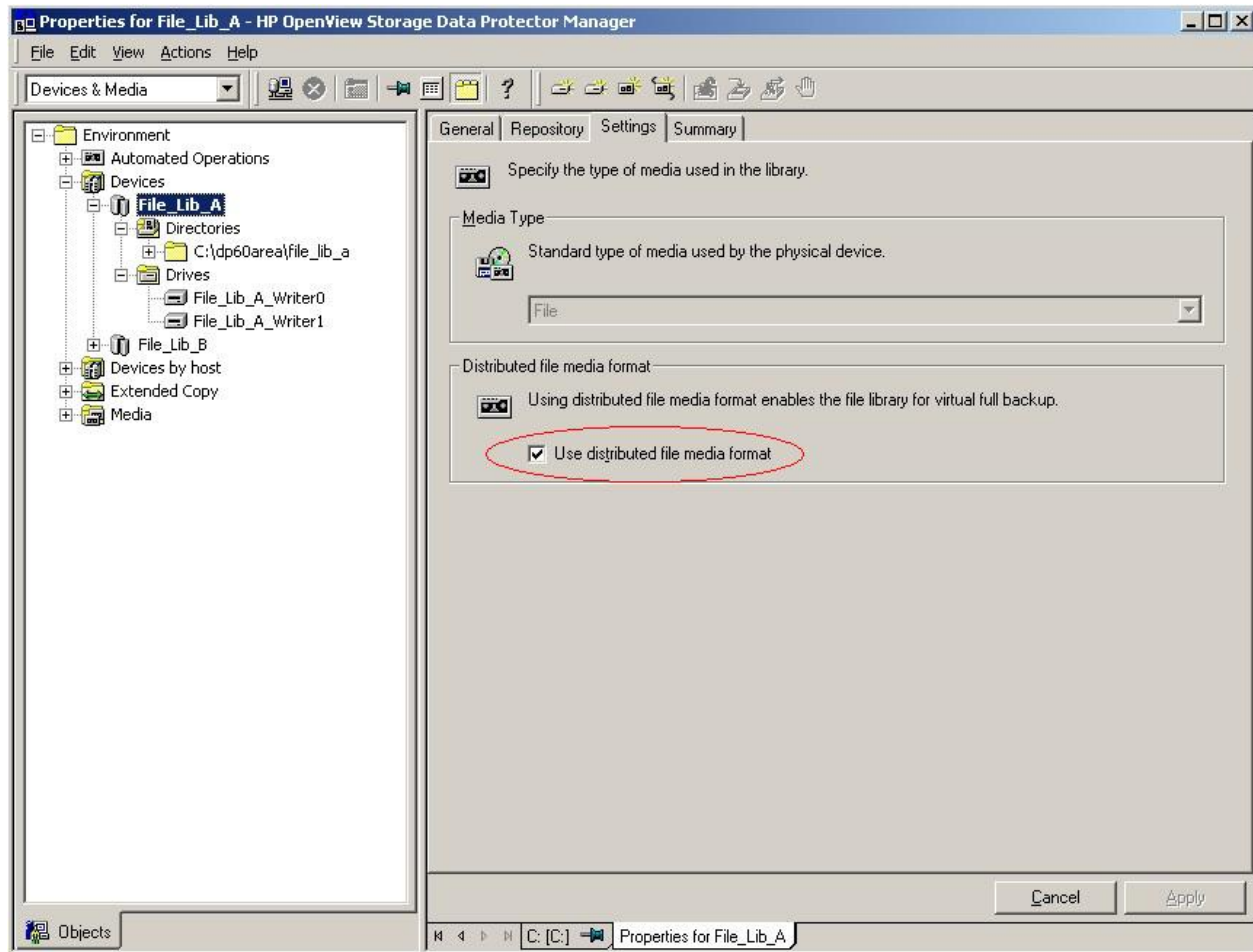 Properties for File_Lib_A - HP OpenView Storage Data Protector Manager
File Edit View Actions Help
Devices & Media
Environment
Automated Operations
Devices
File_Lib_A
Directories
C:\dp60area\file_lib_a
Drives
File_Lib_A_Writer0
File_Lib_A_Writer1
File_Lib_B
Devices by host
Extended Copy
Media
Objects
General Repository Settings Summary
Specify the type of media used in the library.
Media Type
Standard type of media used by the physical device.
File
Distributed file media format
Using distributed file media format enables the file library for virtual full backup.
Use distributed file media format
Cancel Apply
C: [C:] Properties for File_Lib_A